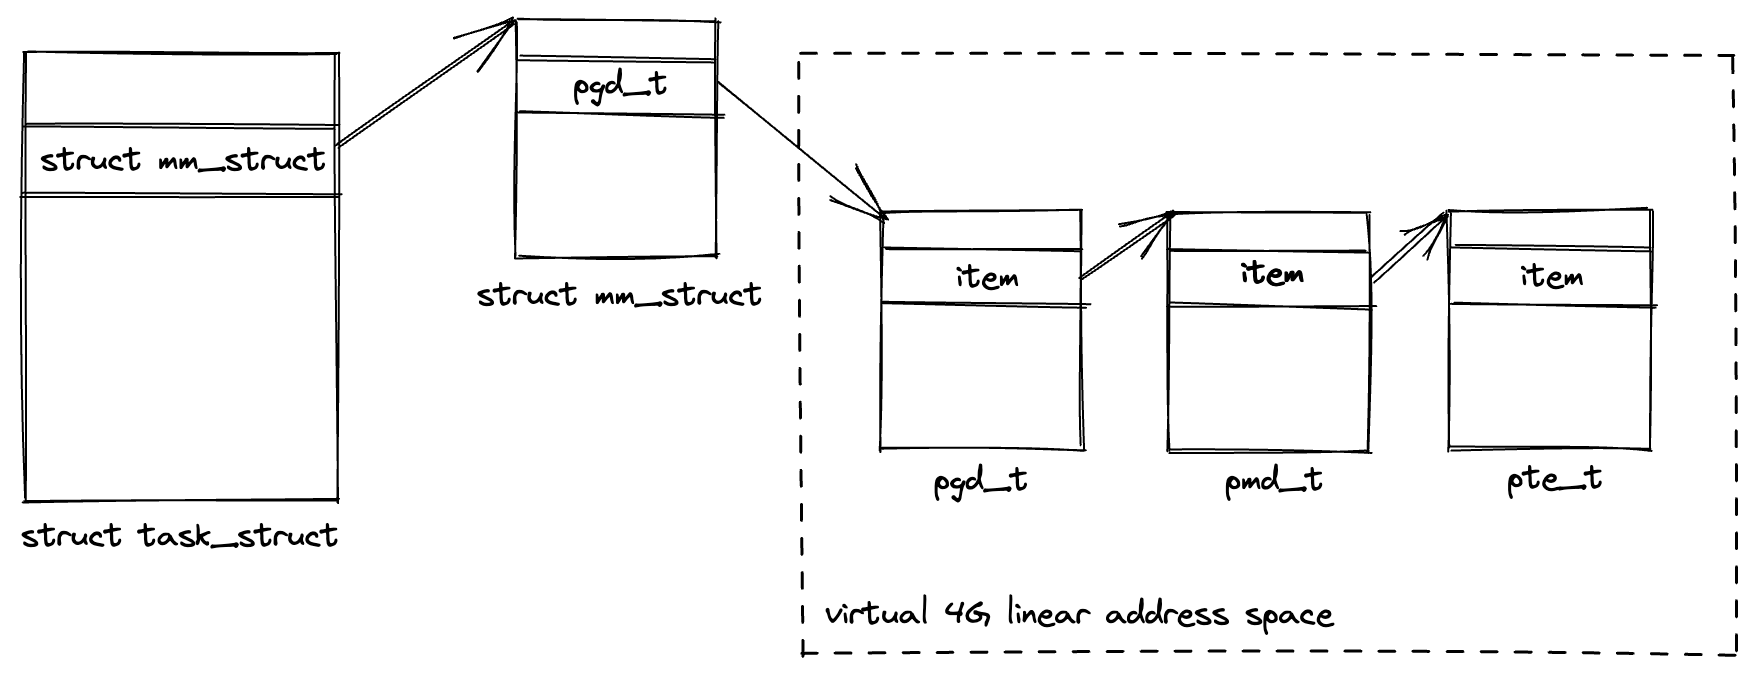 pgd_t
struct mm_struct
item
item
item
struct mm_struct
pgd_t
pmd_t
pte_t
struct task_struct
virtual 4G linear address space